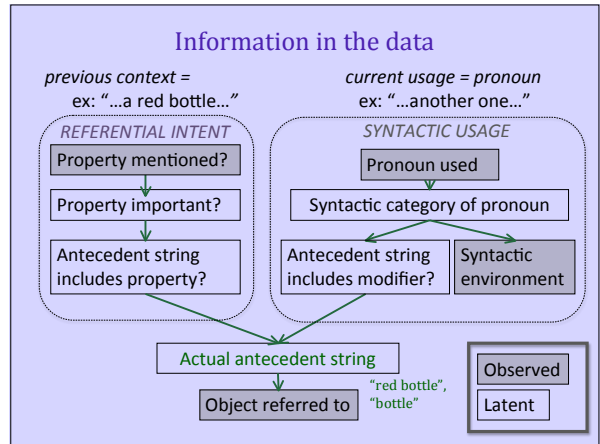 Information in the data
previous context =
ex: “…a red bottle…”
current usage = pronoun
ex: “…another one…”
REFERENTIAL INTENT
Property mentioned?
Property important?
Antecedent string
includes property?
SYNTACTIC USAGE
Pronoun used
Syntactic category of pronoun
Antecedent string
includes modifier?
Syntactic
environment
Actual antecedent string
Object referred to
“red bottle”,
“bottle”
Observed
Latent